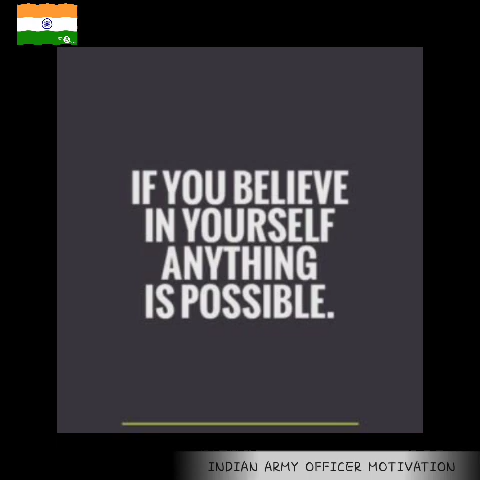 IF YOU BELIEVE
IN YOURSELF
ANYTHING
IS POSSIBLE.
INDIAN ARMY OFFICER MOTIVATION